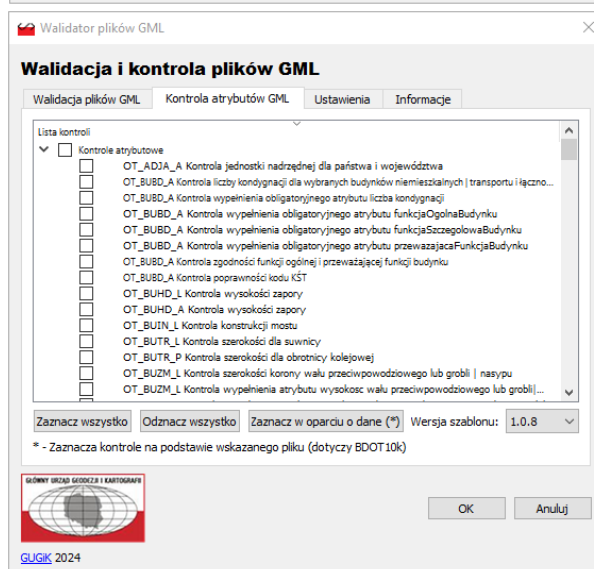 Walidator plików GML
Walidacja i kontrola plików GML
Walidacja plików GML Kontrola atrybutów GML Ustawienia Informacje
Lista kontroli
Kontrole atrybutowe
OT_ADJA_A Kontrola jednostki nadrzędnej dla państwa i województwa
OT_BUBD_A Kontrola liczby kondygnacji dla wybranych budynków niemieszkalnych | transportu i łączno...
OT_BUBD_A Kontrola wypełnienia obligatoryjnego atrybutu liczba kondygnacji
OT_BUBD_A Kontrola wypełnienia obligatoryjnego atrybutu funkcjaOgolnaBudynku
OT_BUBD_A Kontrola wypełnienia obligatoryjnego atrybutu funkcjaSzczegolowaBudynku
OT_BUBD_A Kontrola wypełnienia obligatoryjnego atrybutu przewazajacaFunkcjaBudynku
OT_BUBD_A Kontrola zgodności funkcji ogólnej i przeważającej funkcji budynku
OT_BUBD_A Kontrola poprawności kodu KŚT
OT_BUHD_L Kontrola wysokości zapory
OT_BUHD_A Kontrola wysokości zapory
OT_BUIN_L Kontrola konstrukcji mostu
OT_BUTR_L Kontrola szerokości dla suwnicy
OT_BUTR_P Kontrola szerokości dla obrotnicy kolejowej
OT_BUZM_L Kontrola szerokości korony wału przeciwpowodziowego lub grobli | nasypu
OT_BUZM_L Kontrola wypełnienia atrybutu wysokosc wału przeciwpowodziowego lub grobli|...
Zaznacz wszystko Odznacz wszystko Zaznacz w oparciu o dane (*) Wersja szablonu: 1.0.8
* - Zaznacza kontrole na podstawie wskazanego pliku (dotyczy BDOT10k)
GŁÓWNY URZĄD GEODEZJI I KARTOGRAFII
OK Anuluj
GUGiK 2024